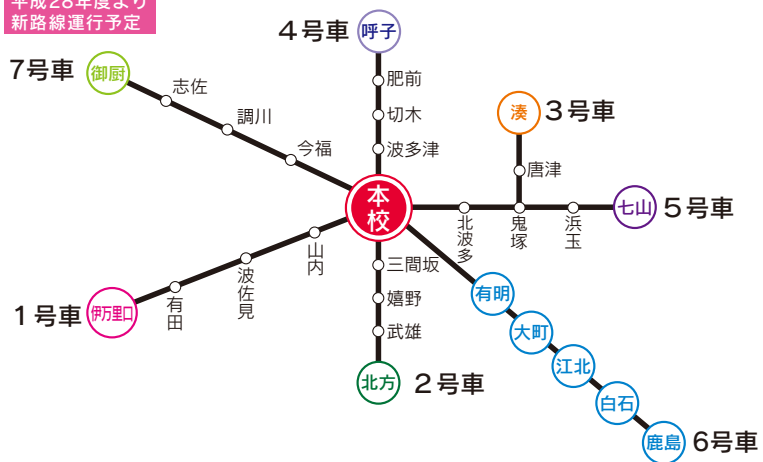 平成28年度より
新路線運行予定
4号車
呼子
肥前
切木
波多津
7号車
御厨
志佐
調川
今福
湊
3号車
唐津
本校
北波多
鬼塚
浜玉
七山
5号車
1号車
伊万里口
有田
波佐見
山内
三間坂
嬉野
武雄
北方
2号車
有明
大町
江北
白石
鹿島
6号車